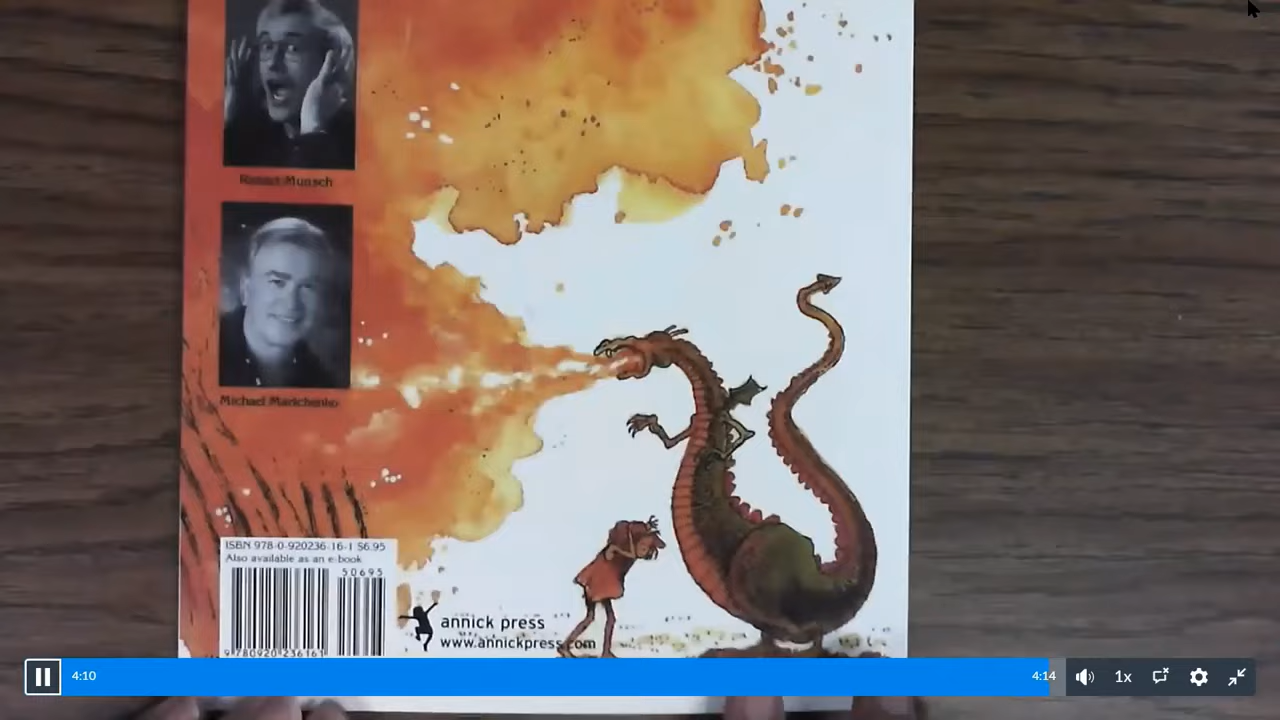 Robert Munsch
Michael Martchenko
ISBN 978-0-920236-16-1 $6.95
Also available as an e-book
50695
9 780920 236161
annick press
www.annickpress.com
4:10
4:14
1x